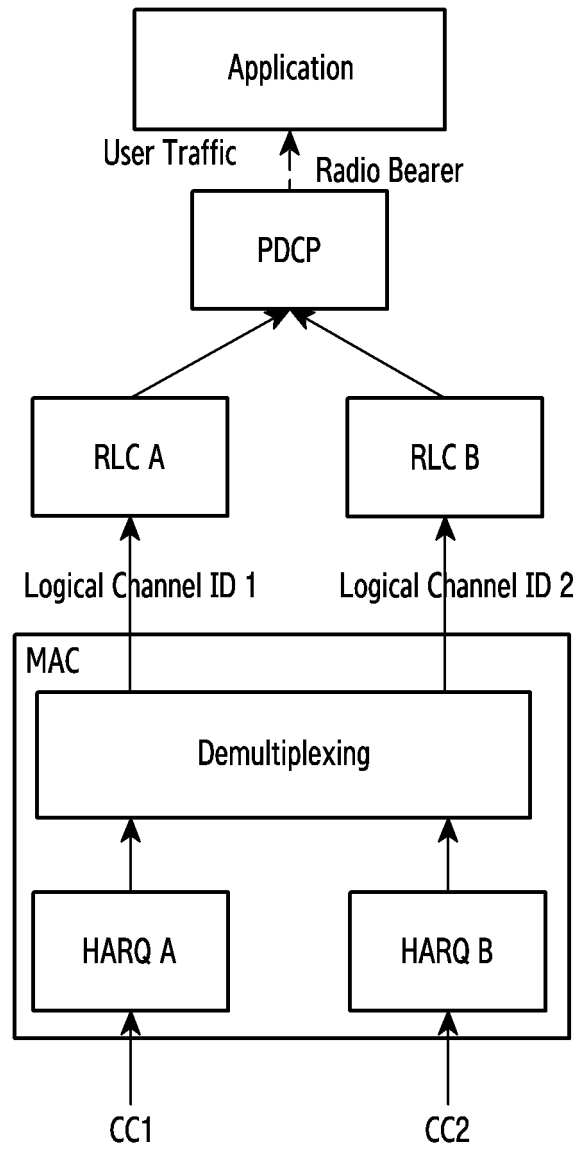 Application
User Traffic
Radio Bearer
PDCP
RLC A
RLC B
Logical Channel ID 1
Logical Channel ID 2
MAC
Demultiplexing
HARQ A
HARQ B
CC1
CC2